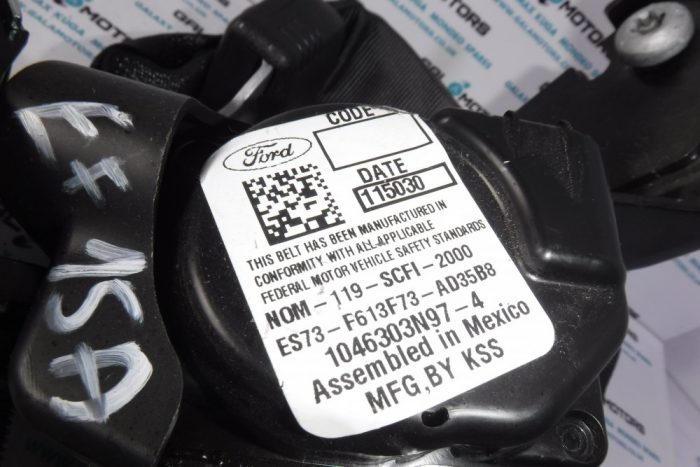 CODE
Ford
DATE
115030
THIS BELT HAS BEEN MANUFACTURED IN
CONFORMITY WITH ALL APPLICABLE
FEDERAL MOTOR VEHICLE SAFETY STANDARDS
NOM-119-SCFI-2000
ES73-F613F73-AD35B8
1046303N97-4
Assembled in Mexico
MFG,BY KSS